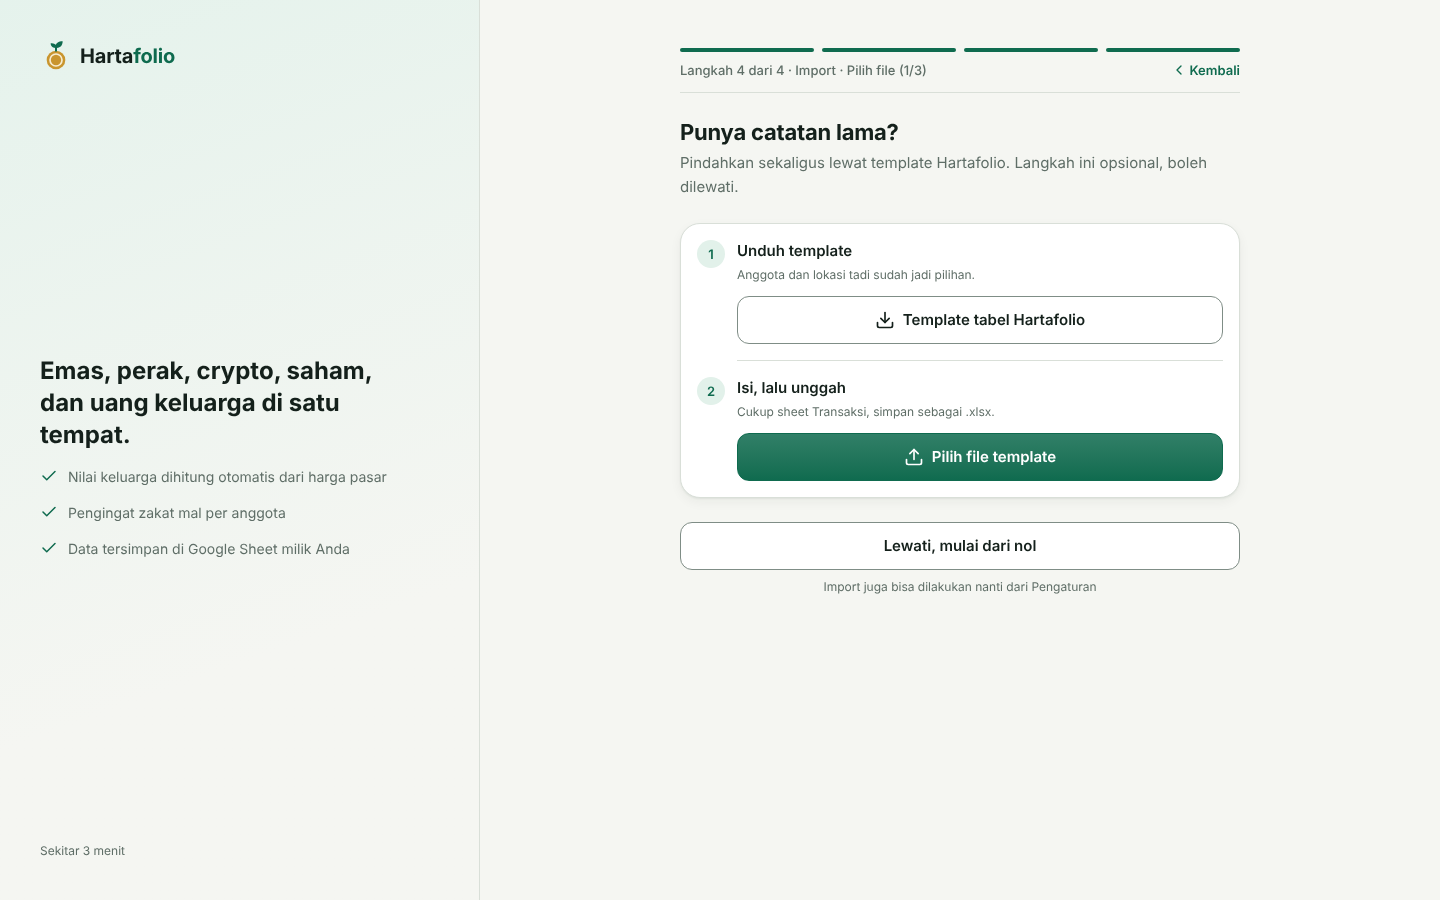 Hartafolio
Emas, perak, crypto, saham,
dan uang keluarga di satu
tempat.
Nilai keluarga dihitung otomatis dari harga pasar
Pengingat zakat mal per anggota
Data tersimpan di Google Sheet milik Anda
Sekitar 3 menit
Langkah 4 dari 4 · Import · Pilih file (1/3)
Kembali
Punya catatan lama?
Pindahkan sekaligus lewat template Hartafolio. Langkah ini opsional, boleh
dilewati.
1
Unduh template
Anggota dan lokasi tadi sudah jadi pilihan.
Template tabel Hartafolio
2
Isi, lalu unggah
Cukup sheet Transaksi, simpan sebagai .xlsx.
Pilih file template
Lewati, mulai dari nol
Import juga bisa dilakukan nanti dari Pengaturan